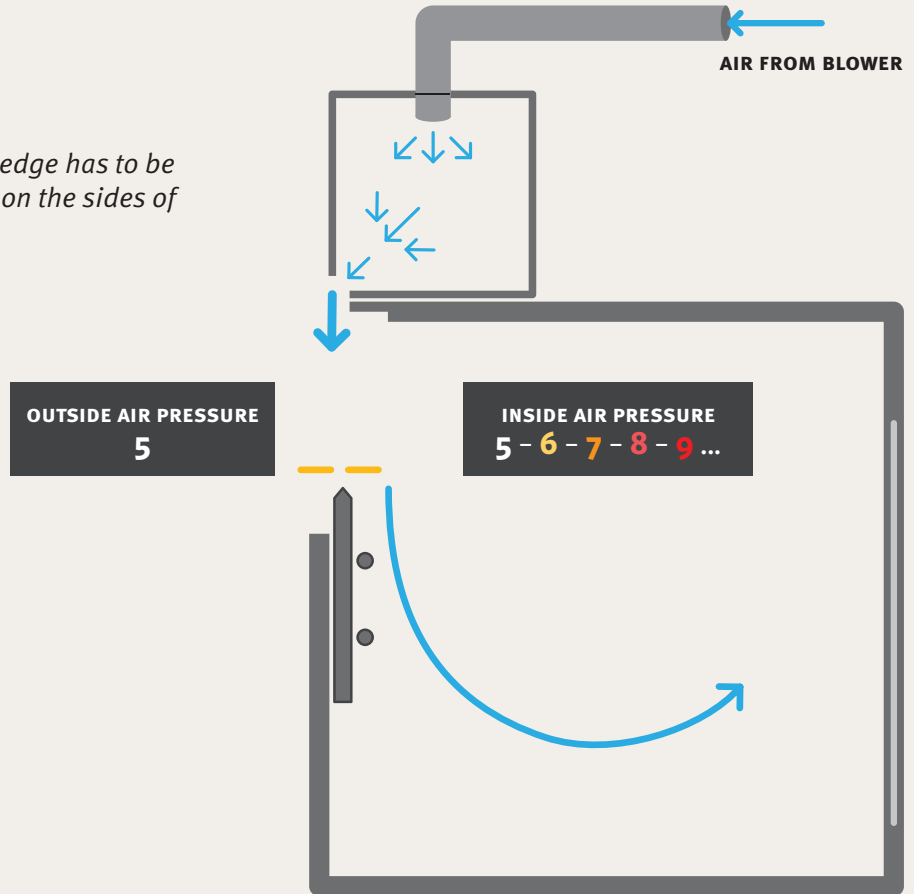 AIR FROM BLOWER
edge has to be
on the sides of
OUTSIDE AIR PRESSURE
5
INSIDE AIR PRESSURE
5 – 6 – 7 – 8 – 9 ...